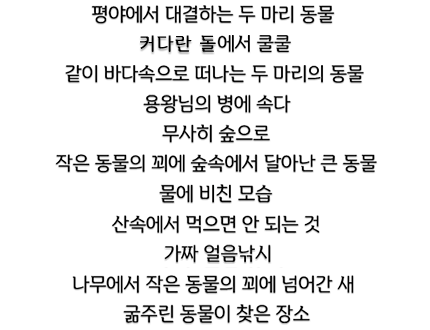 평야에서 대결하는 두 마리 동물
커다란 돌에서 쿨쿨
같이 바다속으로 떠나는 두 마리의 동물
용왕님의 병에 속다
무사히 숲으로
작은 동물의 꾀에 숲속에서 달아난 큰 동물
물에 비친 모습
산속에서 먹으면 안 되는 것
가짜 얼음낚시
나무에서 작은 동물의 꾀에 넘어간 새
굶주린 동물이 찾은 장소